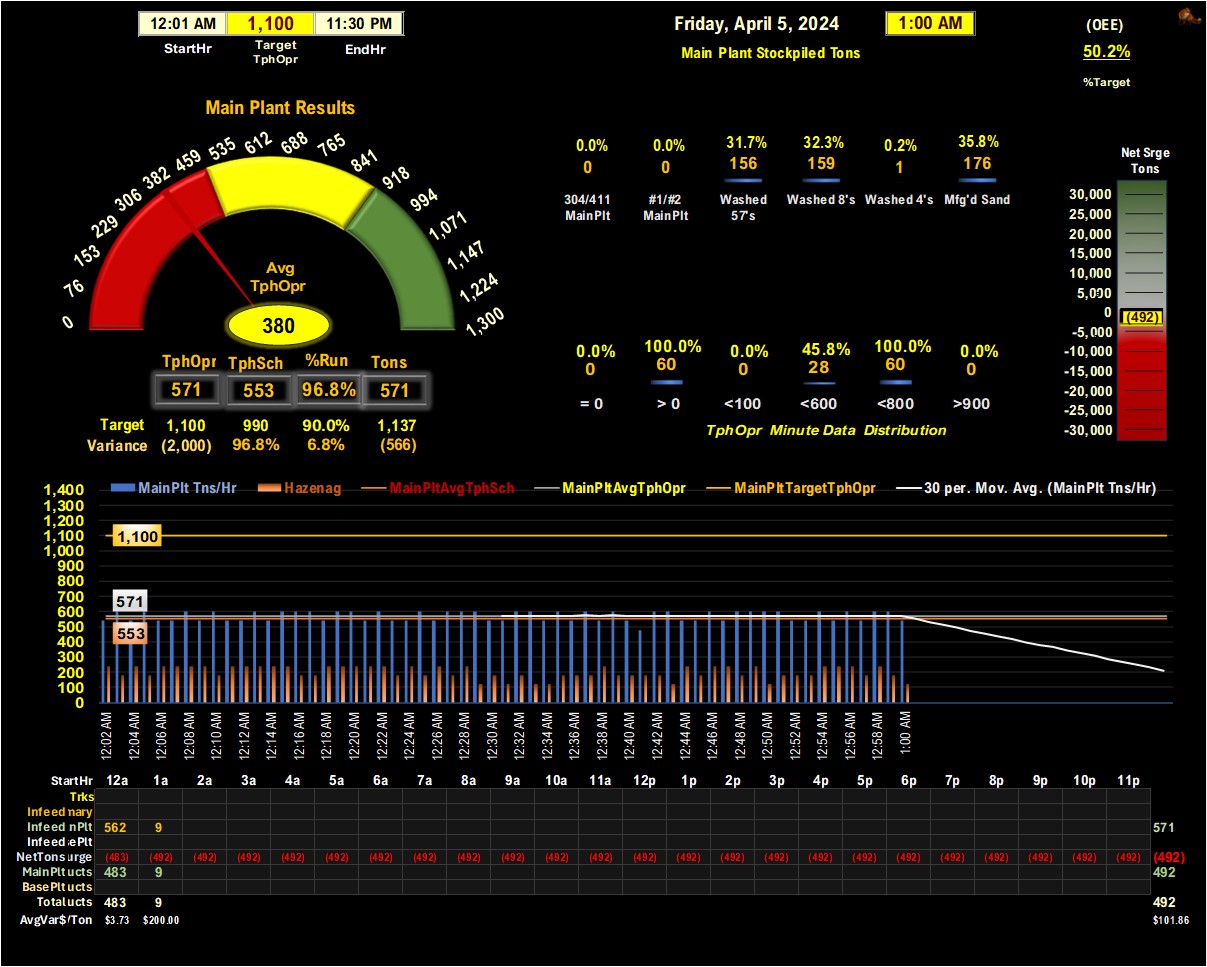 12:01 AM 1,100 11:30 PM
StartHr Target TphOpr EndHr
Friday, April 5, 2024 1:00 AM
Main Plant Stockpiled Tons
(OEE)
50.2%
%Target
Main Plant Results
0 76 153 229 306 382 459 535 612 688 765 841 918 994 1,071 1,147 1,224 1,300
Avg
TphOpr
380
TphOpr TphSch %Run Tons
571 553 96.8% 571
Target 1,100 990 90.0% 1,137
Variance (2,000) 96.8% 6.8% (566)
0.0% 0.0% 31.7% 32.3% 0.2% 35.8%
0 0 156 159 1 176
304/411 MainPlt #1/#2 MainPlt Washed 57's Washed 8's Washed 4's Mfg'd Sand
0.0% 100.0% 0.0% 45.8% 100.0% 0.0%
0 60 0 28 60 0
= 0 > 0 <100 <600 <800 >900
TphOpr Minute Data Distribution
Net Srge
Tons
30,000
25,000
20,000
15,000
10,000
5,000
0
(492)
-5,000
-10,000
-15,000
-20,000
-25,000
-30,000
MainPlt Tns/Hr Hazenag MainPltAvgTphSch MainPltAvgTphOpr MainPltTargetTphOpr 30 per. Mov. Avg. (MainPlt Tns/Hr)
1,400
1,300
1,200
1,100
1,000
900
800
700
600
500
400
300
200
100
0
1,100
571
553
12:02 AM 12:04 AM 12:06 AM 12:08 AM 12:10 AM 12:12 AM 12:14 AM 12:16 AM 12:18 AM 12:20 AM 12:22 AM 12:24 AM 12:26 AM 12:28 AM 12:30 AM 12:32 AM 12:34 AM 12:36 AM 12:38 AM 12:40 AM 12:42 AM 12:44 AM 12:46 AM 12:48 AM 12:50 AM 12:52 AM 12:54 AM 12:56 AM 12:58 AM 1:00 AM
StartHr 12a 1a 2a 3a 4a 5a 6a 7a 8a 9a 10a 11a 12p 1p 2p 3p 4p 5p 6p 7p 8p 9p 10p 11p
Trks
Infeed nary
Infeed nPlt 562 9 571
Infeed ePlt
NetTons urge (483) (492) (492) (492) (492) (492) (492) (492) (492) (492) (492) (492) (492) (492) (492) (492) (492) (492) (492) (492) (492) (492) (492) (492) (492)
MainPlt ucts 483 9 492
BasePlt ucts
Total ucts 483 9 492
AvgVar$/Ton $3.73 $200.00 $101.86